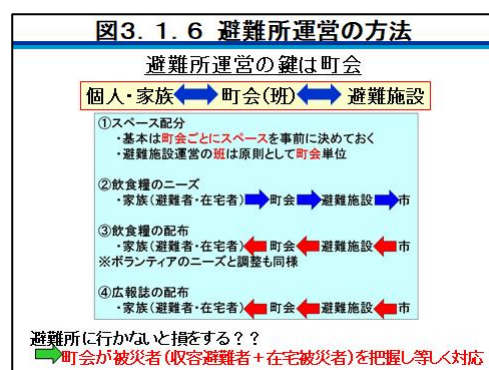 図3.1.6 避難所運営の方法
避難所運営の鍵は町会
個人・家族 町会(班) 避難施設
①スペース配分
・基本は町会ごとにスペースを事前に決めておく
・避難施設運営の班は原則として町会単位
②飲食糧のニーズ
・家族(避難者・在宅者) 町会 避難施設 市
③飲食糧の配布
・家族(避難者・在宅者) 町会 避難施設 市
※ボランティアのニーズと調整も同様
④広報誌の配布
・家族(避難者・在宅者) 町会 避難施設 市
避難所に行かないと損をする??
町会が被災者(収容避難者+在宅被災者)を把握し等しく対応